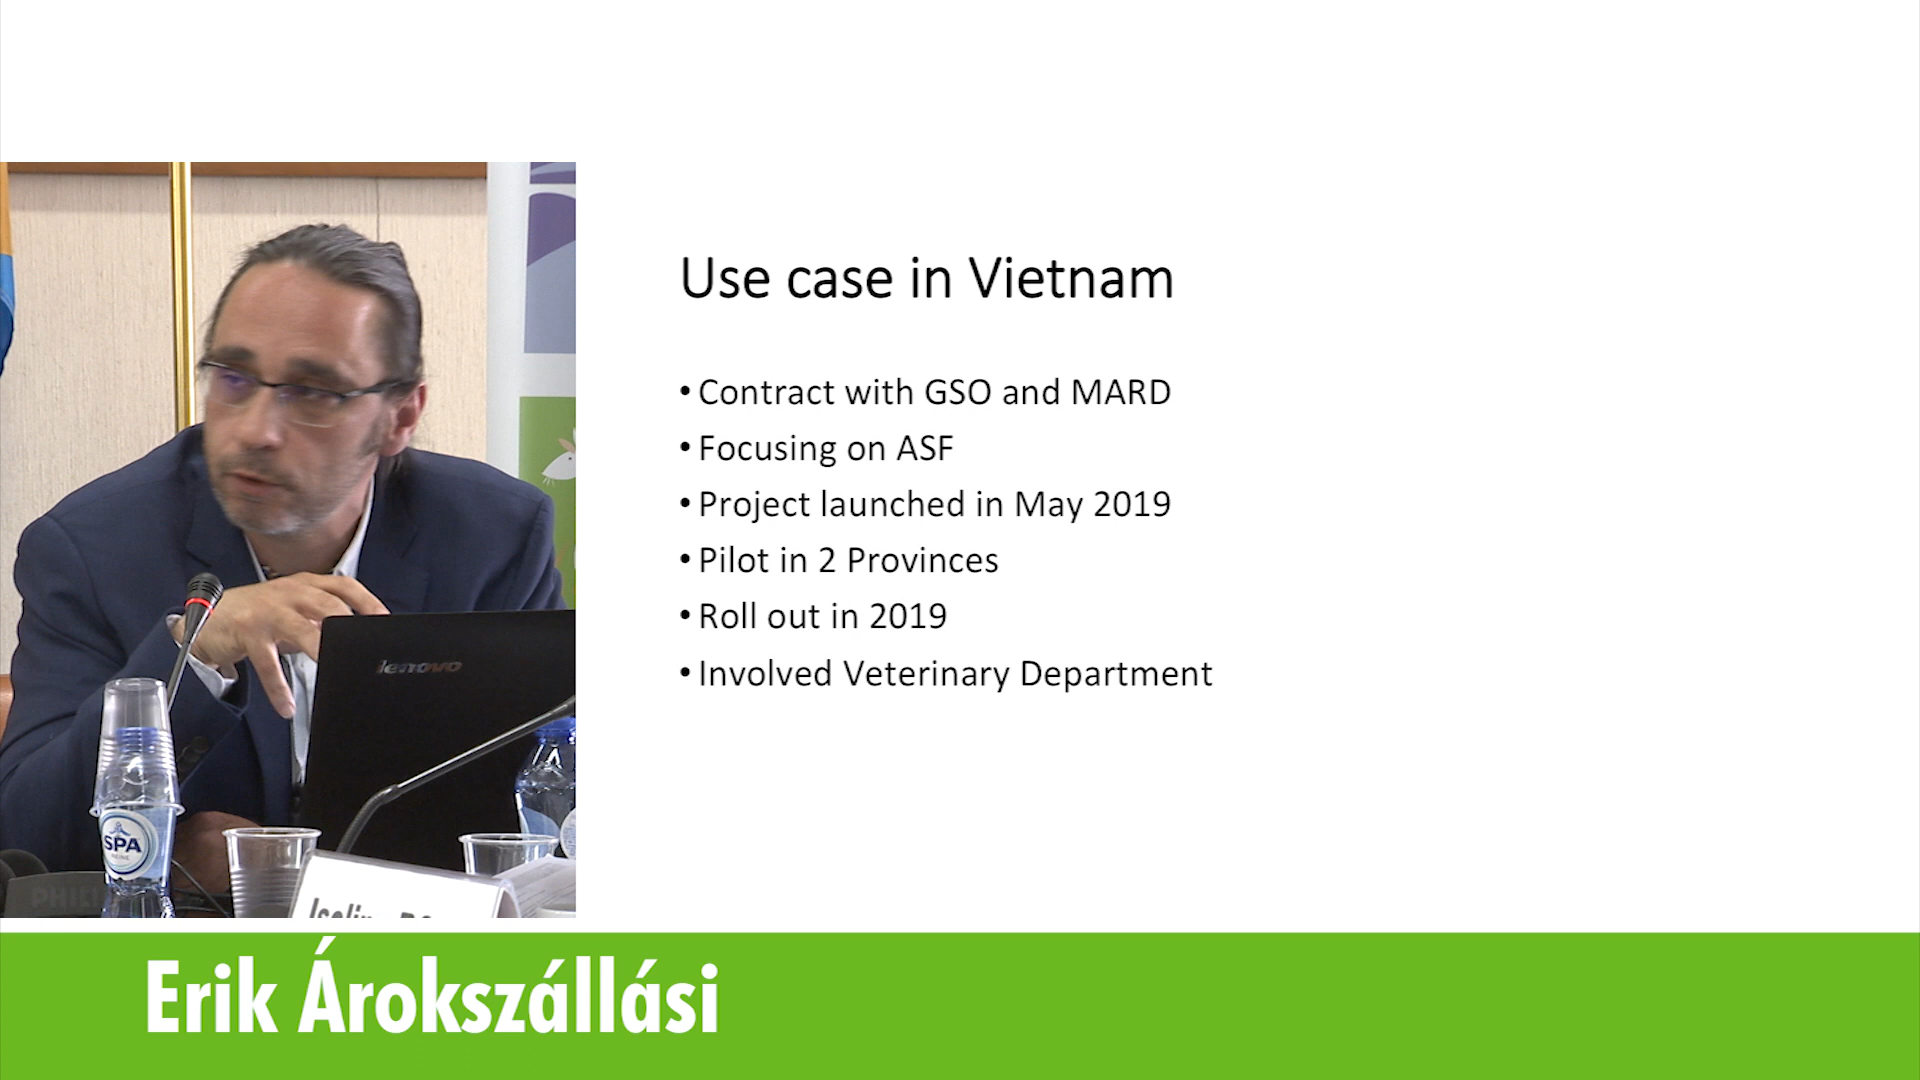 Use case in Vietnam
• Contract with GSO and MARD
• Focusing on ASF
• Project launched in May 2019
• Pilot in 2 Provinces
• Roll out in 2019
• Involved Veterinary Department
lenovo
SPA
REINE
Erik Árokszállási